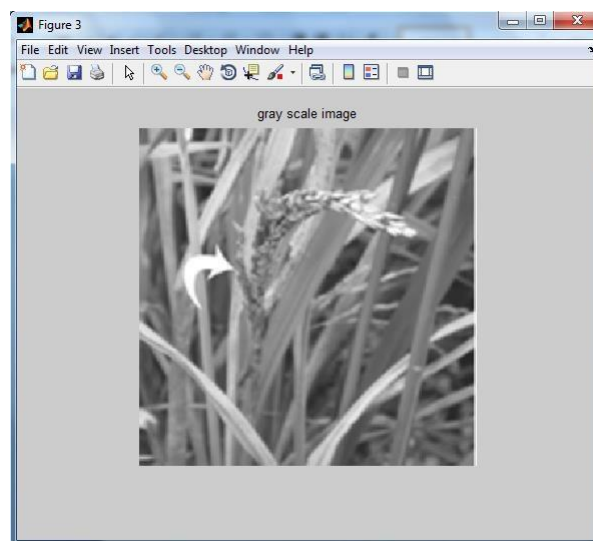 Figure 3
File Edit View Insert Tools Desktop Window Help
gray scale image